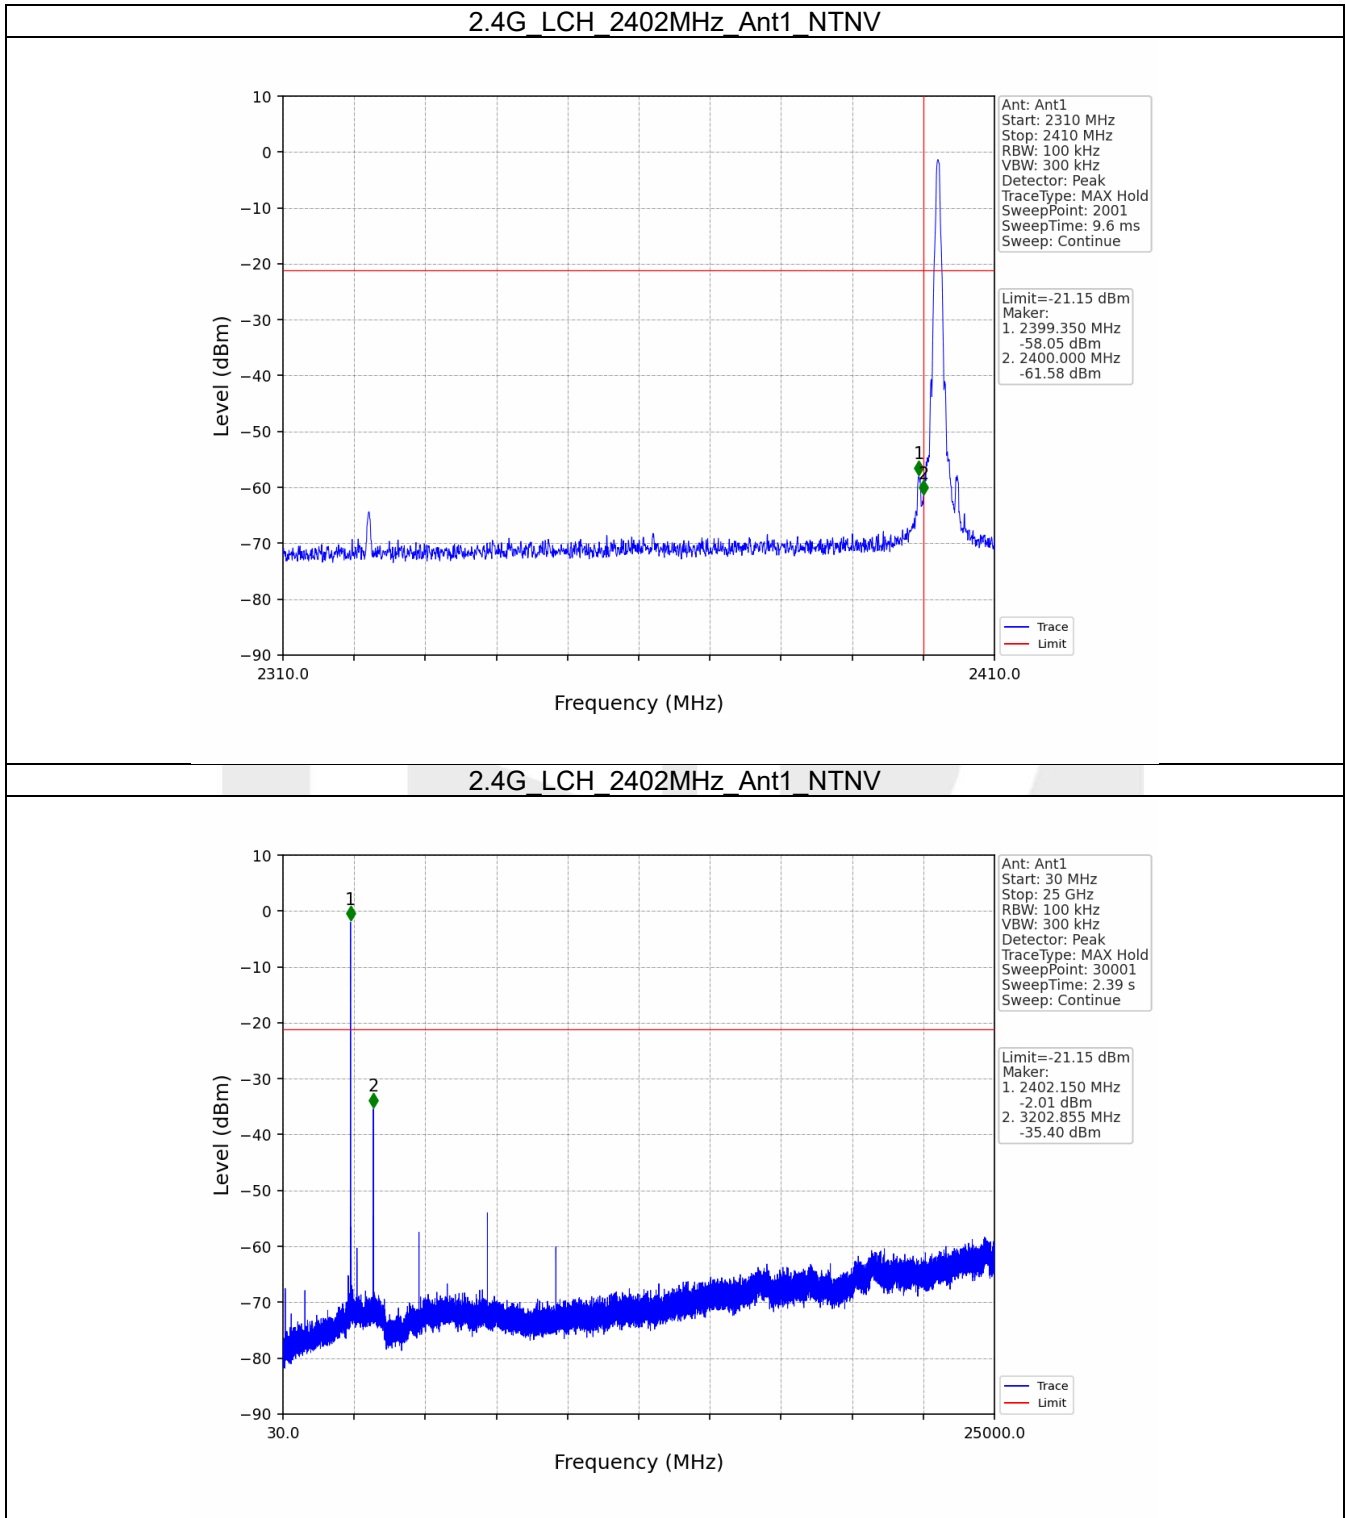 2.4G_LCH_2402MHz_Ant1_NTNV
10
0
−10
−20
−30
−40
−50
−60
−70
−80
−90
Level (dBm)
1
2
2310.0
2410.0
Frequency (MHz)
Ant: Ant1
Start: 2310 MHz
Stop: 2410 MHz
RBW: 100 kHz
VBW: 300 kHz
Detector: Peak
TraceType: MAX Hold
SweepPoint: 2001
SweepTime: 9.6 ms
Sweep: Continue
Limit=-21.15 dBm
Maker:
1. 2399.350 MHz
-58.05 dBm
2. 2400.000 MHz
-61.58 dBm
Trace
Limit
2.4G_LCH_2402MHz_Ant1_NTNV
10
0
−10
−20
−30
−40
−50
−60
−70
−80
−90
Level (dBm)
1
2
30.0
25000.0
Frequency (MHz)
Ant: Ant1
Start: 30 MHz
Stop: 25 GHz
RBW: 100 kHz
VBW: 300 kHz
Detector: Peak
TraceType: MAX Hold
SweepPoint: 30001
SweepTime: 2.39 s
Sweep: Continue
Limit=-21.15 dBm
Maker:
1. 2402.150 MHz
-2.01 dBm
2. 3202.855 MHz
-35.40 dBm
Trace
Limit